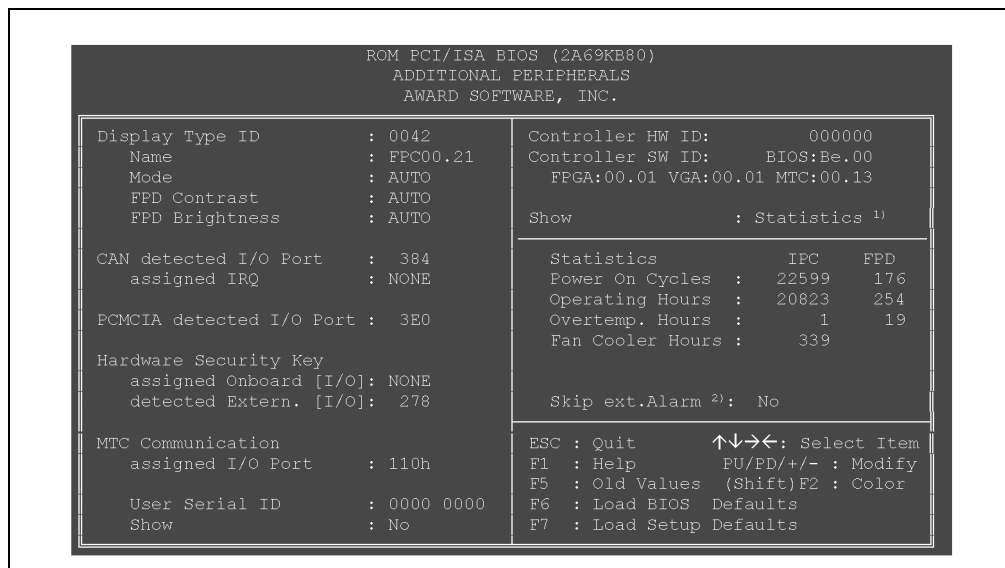 ROM PCI/ISA BIOS (2A69KB80)
ADDITIONAL PERIPHERALS
AWARD SOFTWARE, INC.
Display Type ID : 0042
Name : FPC00.21
Mode : AUTO
FPD Contrast : AUTO
FPD Brightness : AUTO
CAN detected I/O Port : 384
assigned IRQ : NONE
PCMCIA detected I/O Port : 3E0
Hardware Security Key
assigned Onboard [I/O]: NONE
detected Extern. [I/O]: 278
MTC Communication
assigned I/O Port : 110h
User Serial ID : 0000 0000
Show : No
Controller HW ID: 000000
Controller SW ID: BIOS:Be.00
FPGA:00.01 VGA:00.01 MTC:00.13
Show : Statistics 1)
Statistics IPC FPD
Power On Cycles : 22599 176
Operating Hours : 20823 254
Overtemp. Hours : 1 19
Fan Cooler Hours : 339
Skip ext.Alarm 2): No
ESC : Quit ↑↓→←: Select Item
F1 : Help PU/PD/+/- : Modify
F5 : Old Values (Shift)F2 : Color
F6 : Load BIOS Defaults
F7 : Load Setup Defaults